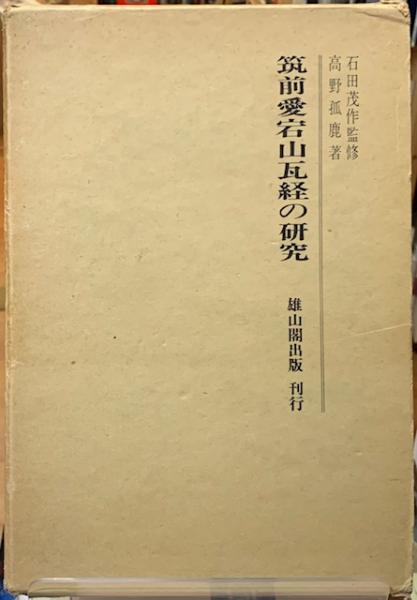 石田茂作監修
高野孤鹿著
筑前愛宕山瓦経の研究
雄山閣出版 刊行